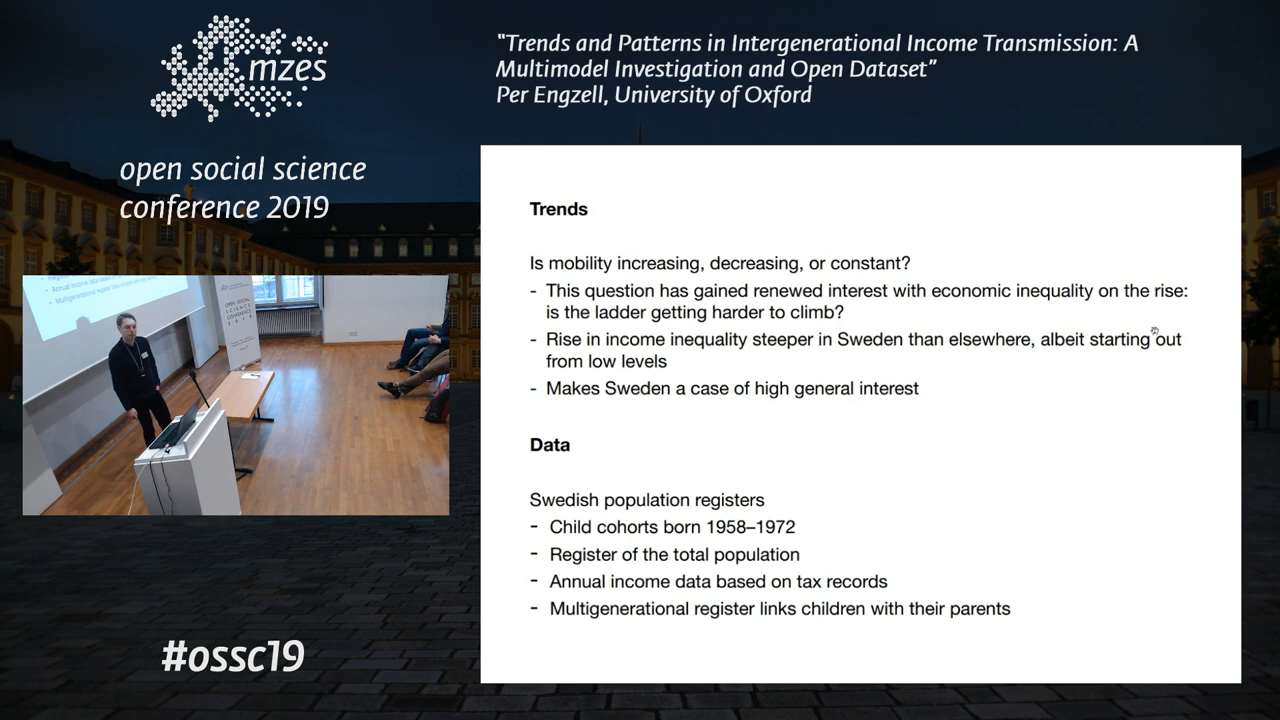 mzes
open social science
conference 2019
"Trends and Patterns in Intergenerational Income Transmission: A
Multimodel Investigation and Open Dataset"
Per Engzell, University of Oxford
Trends
Is mobility increasing, decreasing, or constant?
- This question has gained renewed interest with economic inequality on the rise:
is the ladder getting harder to climb?
- Rise in income inequality steeper in Sweden than elsewhere, albeit starting out
from low levels
- Makes Sweden a case of high general interest
Data
Swedish population registers
- Child cohorts born 1958–1972
- Register of the total population
- Annual income data based on tax records
- Multigenerational register links children with their parents
OPEN SOCIAL
SCIENCE
CONFERENCE
2019
#ossc19